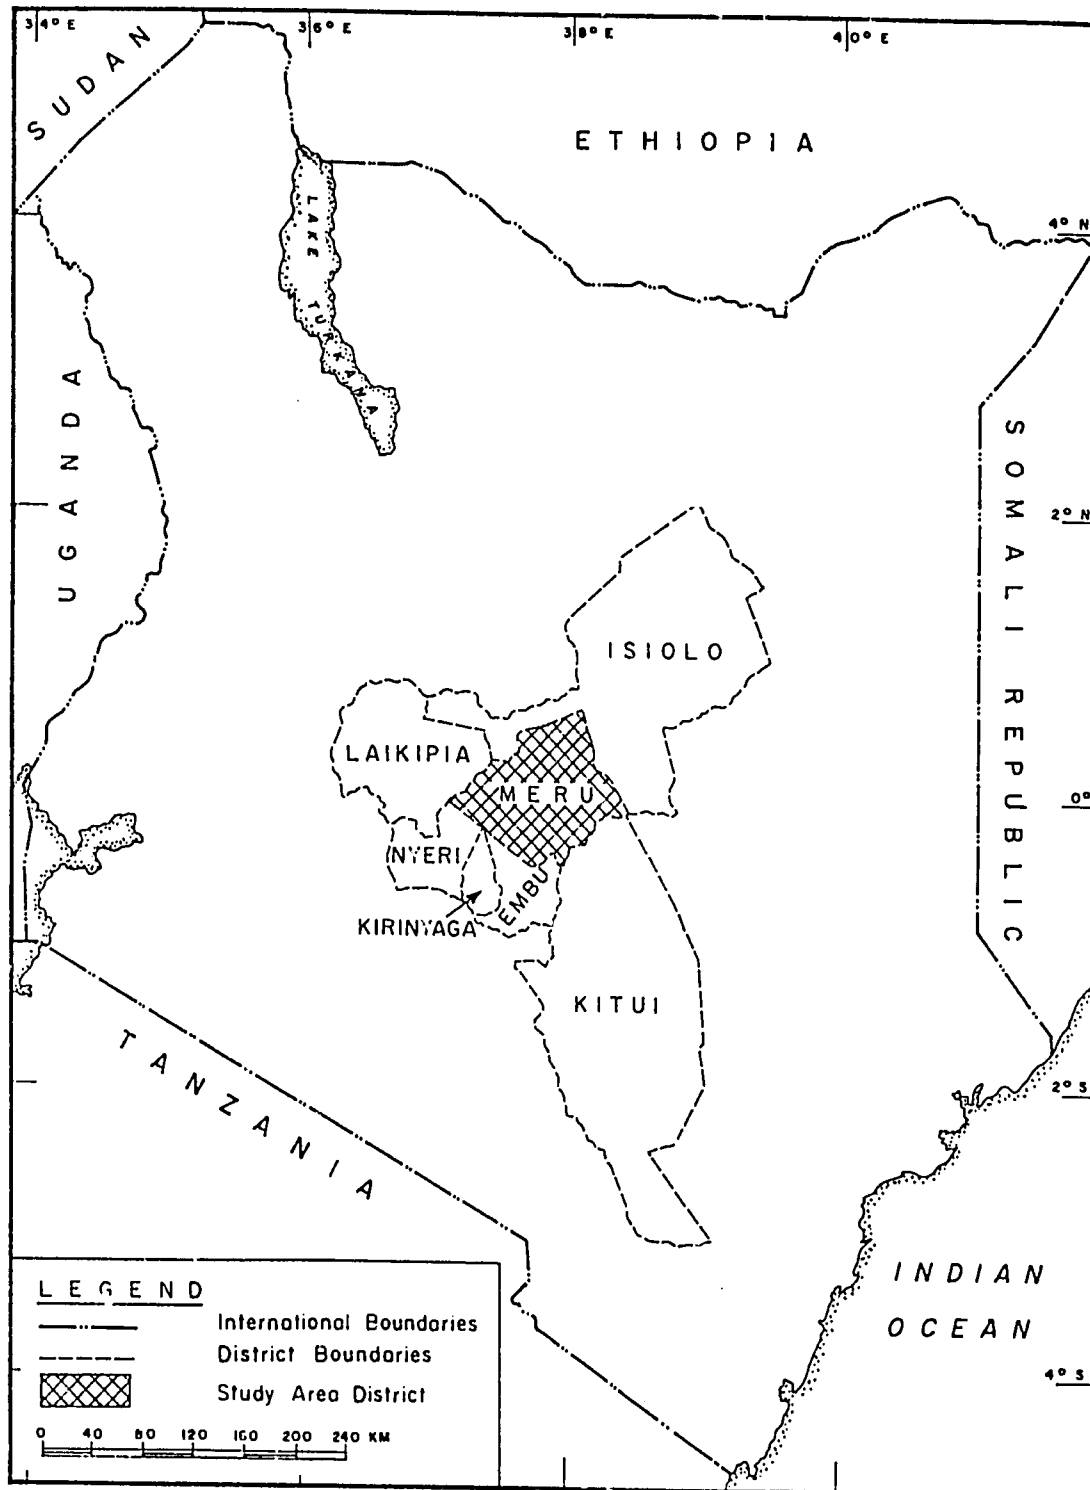 34° E 36° E 38° E 40° E
SUDAN
ETHIOPIA
LAKE TURKANA
4° N
UGANDA
SOMALI REPUBLIC
2° N
ISIOLO
LAIKIPIA
MERU
0°
NYERI
EMBU
KIRINYAGA
KITUI
TANZANIA
2° S
INDIAN
OCEAN
LEGEND
International Boundaries
District Boundaries
Study Area District
4° S
0 40 80 120 160 200 240 KM